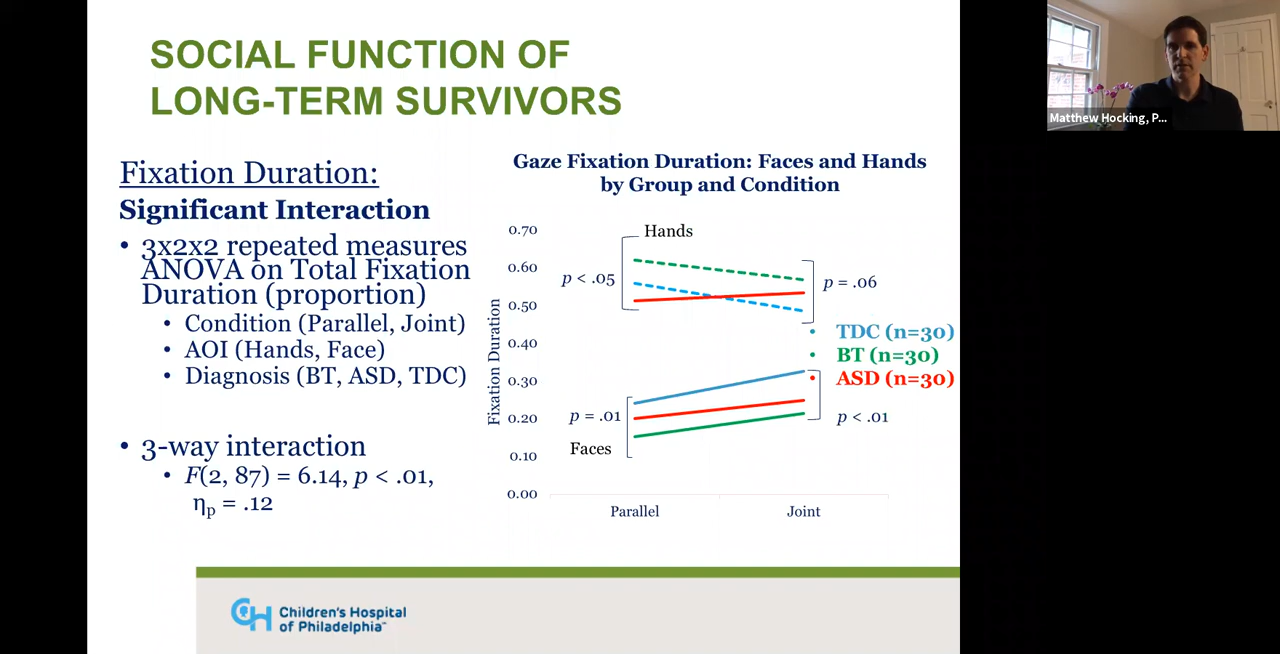 SOCIAL FUNCTION OF
LONG-TERM SURVIVORS
Fixation Duration:
Significant Interaction
• 3x2x2 repeated measures
ANOVA on Total Fixation
Duration (proportion)
• Condition (Parallel, Joint)
• AOI (Hands, Face)
• Diagnosis (BT, ASD, TDC)
• 3-way interaction
• F(2, 87) = 6.14, p < .01,
ηp = .12
Gaze Fixation Duration: Faces and Hands
by Group and Condition
Fixation Duration
0.70
0.60
0.50
0.40
0.30
0.20
0.10
0.00
Hands
p < .05
p = .06
• TDC (n=30)
• BT (n=30)
• ASD (n=30)
p = .01
p < .01
Faces
Parallel
Joint
CH Children's Hospital
of Philadelphia™
Matthew Hocking, P...